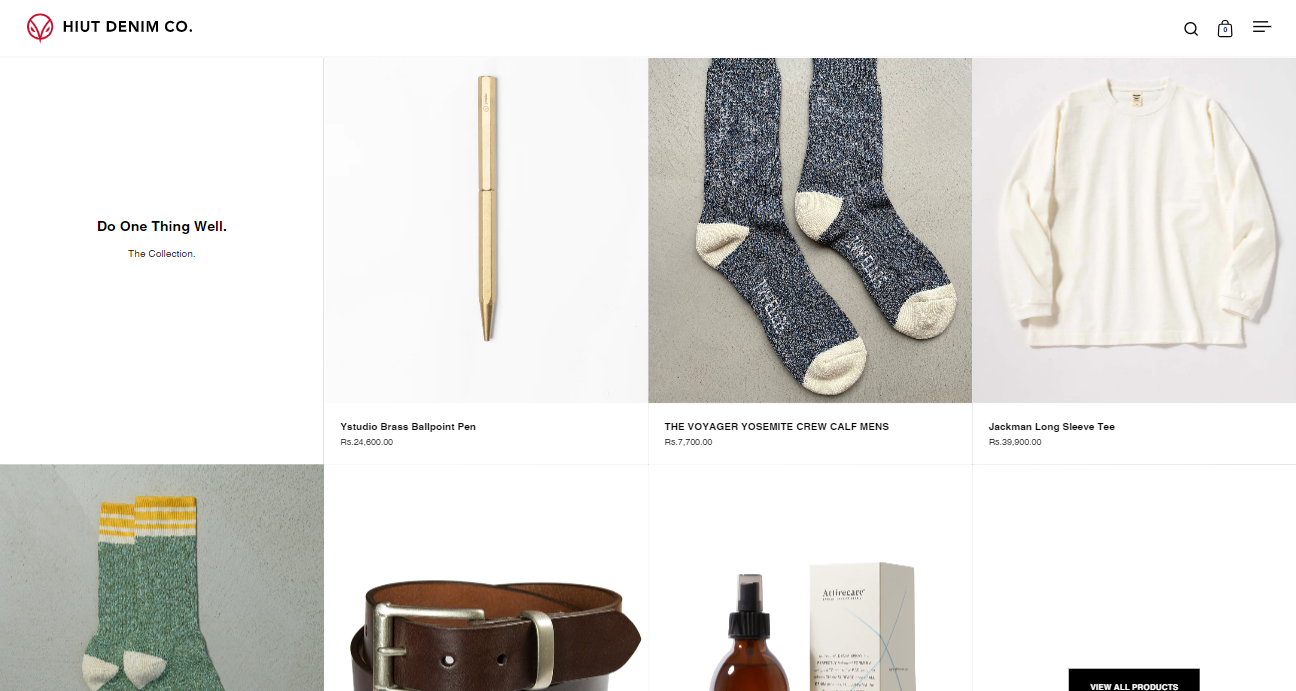 HIUT DENIM CO.
0
Do One Thing Well.
The Collection.
Ystudio Brass Ballpoint Pen
Rs.24,600.00
THE VOYAGER YOSEMITE CREW CALF MENS
Rs.7,700.00
Jackman Long Sleeve Tee
Rs.39,900.00
Attirecare
VIEW ALL PRODUCTS